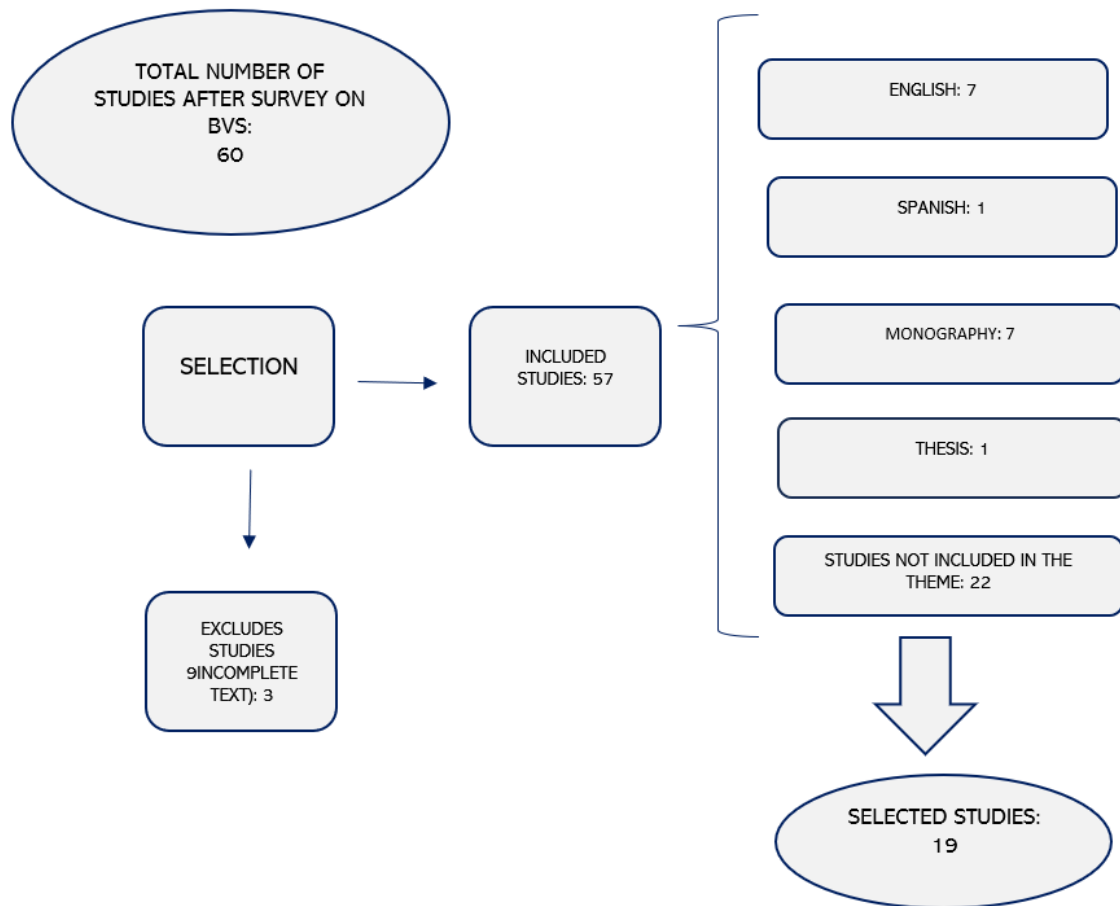 TOTAL NUMBER OF
STUDIES AFTER SURVEY ON
BVS:
60
SELECTION
INCLUDED
STUDIES: 57
EXCLUDES
STUDIES
9INCOMPLETE
TEXT): 3
ENGLISH: 7
SPANISH: 1
MONOGRAPHY: 7
THESIS: 1
STUDIES NOT INCLUDED IN THE
THEME: 22
SELECTED STUDIES:
19